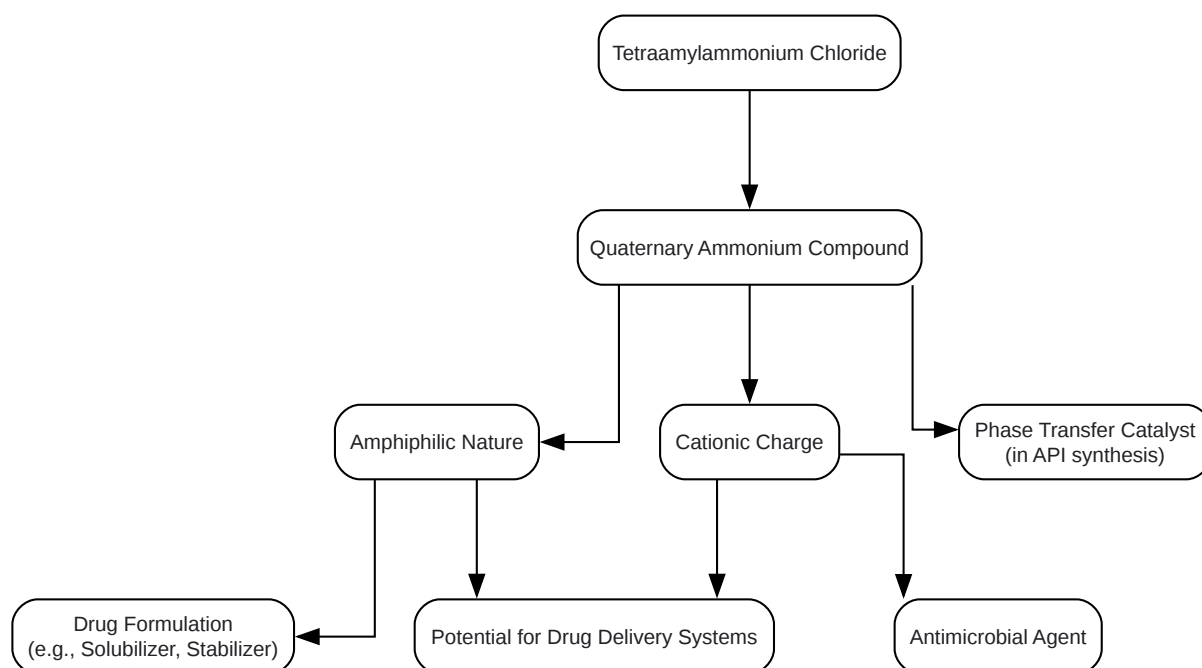 Tetraamylammonium Chloride
Quaternary Ammonium Compound
Amphiphilic Nature
Cationic Charge
Phase Transfer Catalyst
(in API synthesis)
Drug Formulation
(e.g., Solubilizer, Stabilizer)
Potential for Drug Delivery Systems
Antimicrobial Agent